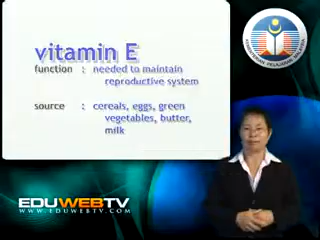 vitamin E
function : needed to maintain
reproductive system
source : cereals, eggs, green
vegetables, butter,
milk
EDUWEBTV
WWW.EDUWEBTV.COM